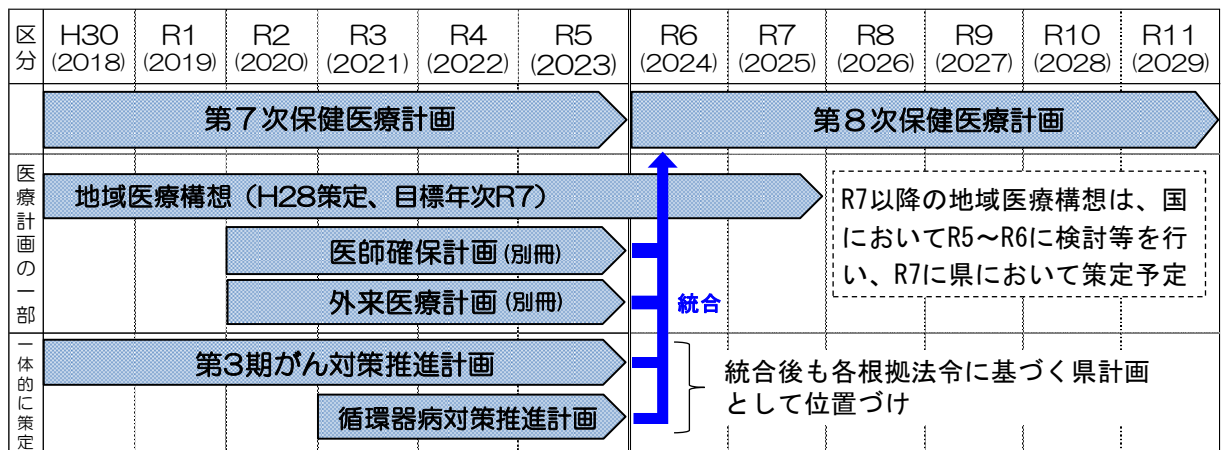 区分
H30 R1 R2 R3 R4 R5 R6 R7 R8 R9 R10 R11
(2018) (2019) (2020) (2021) (2022) (2023) (2024) (2025) (2026) (2027) (2028) (2029)
第7次保健医療計画 第8次保健医療計画
医療計画の一部
地域医療構想（H28策定、目標年次R7）
R7以降の地域医療構想は、国
においてR5～R6に検討等を行
い、R7に県において策定予定
医師確保計画(別冊)
外来医療計画(別冊)
統合
一体的に策定
第3期がん対策推進計画
循環器病対策推進計画
統合後も各根拠法令に基づく県計画
として位置づけ